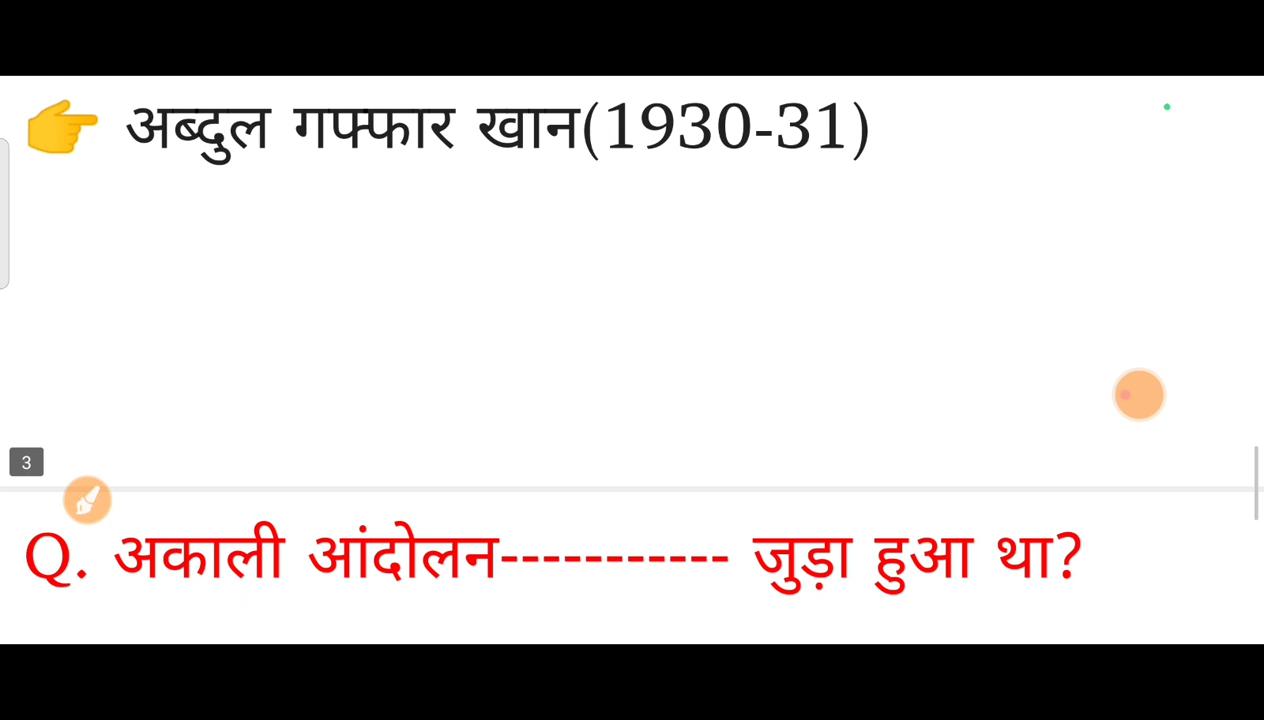 👉 अब्दुल गफ्फार खान(1930-31)
3
Q. अकाली आंदोलन----------- जुड़ा हुआ था?